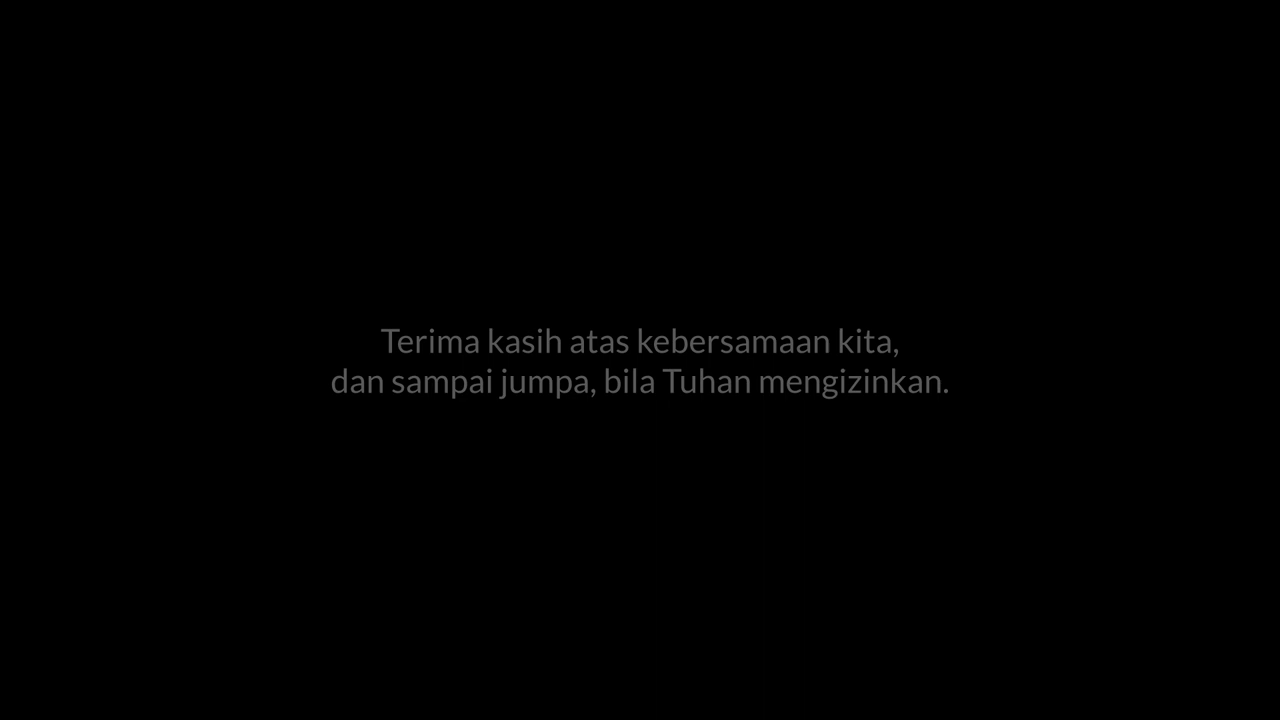 Terima kasih atas kebersamaan kita,
dan sampai jumpa, bila Tuhan mengizinkan.